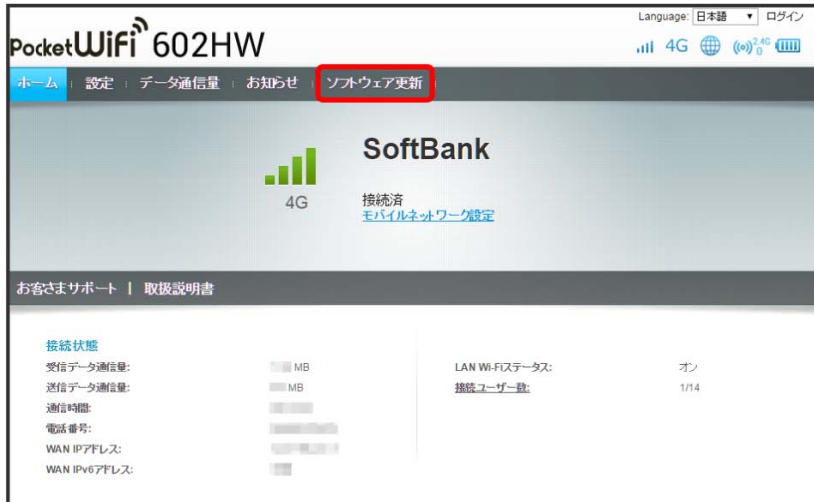 Language: 日本語 ログイン
PocketWiFi 602HW
4G 2.4G 0
ホーム 設定 データ通信量 お知らせ ソフトウェア更新
SoftBank
4G
接続済
モバイルネットワーク設定
お客さまサポート | 取扱説明書
接続状態
受信データ通信量: MB
LAN Wi-Fiステータス: オン
送信データ通信量: MB
接続ユーザー数: 1/14
通信時間:
電話番号:
WAN IPアドレス:
WAN IPv6アドレス: